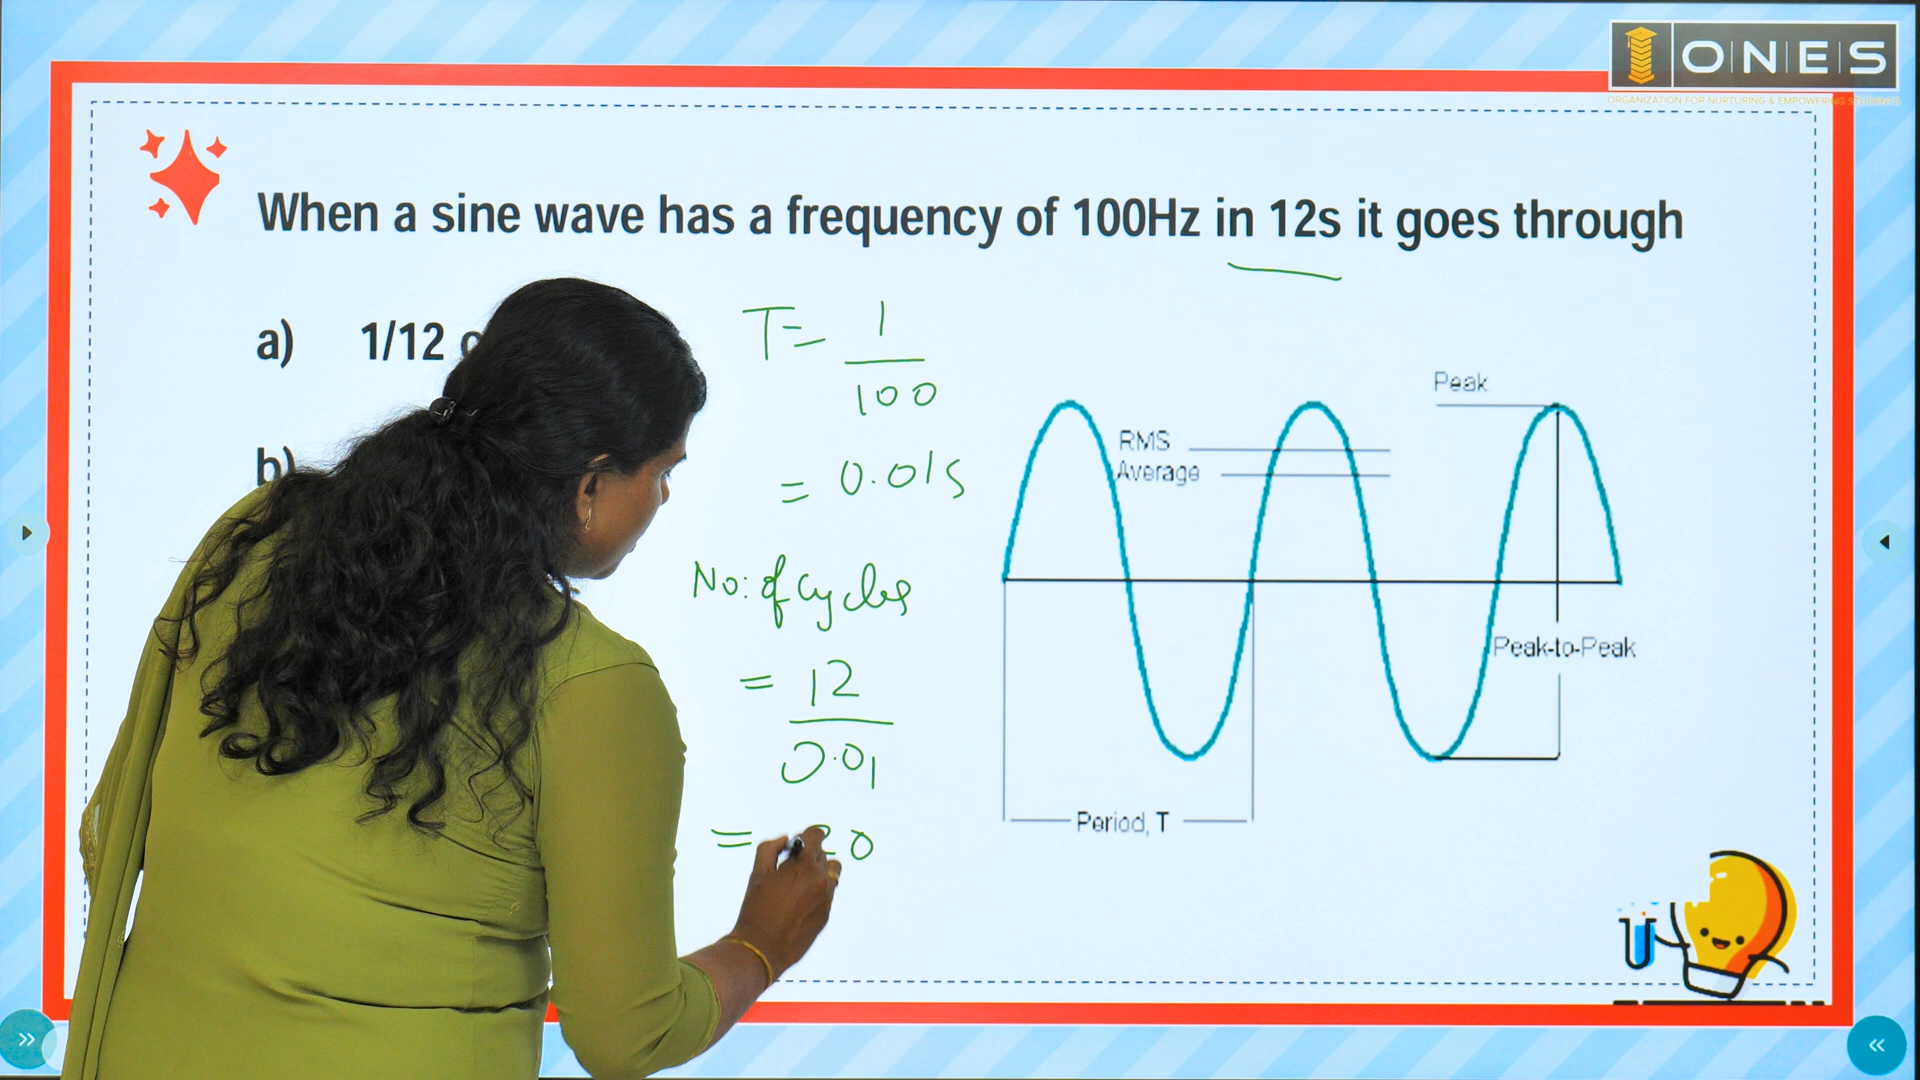 ONES
ORGANIZATION FOR NURTURING & EMPOWERING STUDENTS
When a sine wave has a frequency of 100Hz in 12s it goes through
a) 1/12
b)
T = 1
100
= 0.01s
No: of Cycles
= 12
0.01
=
Peak
RMS
Average
Peak-to-Peak
Period, T